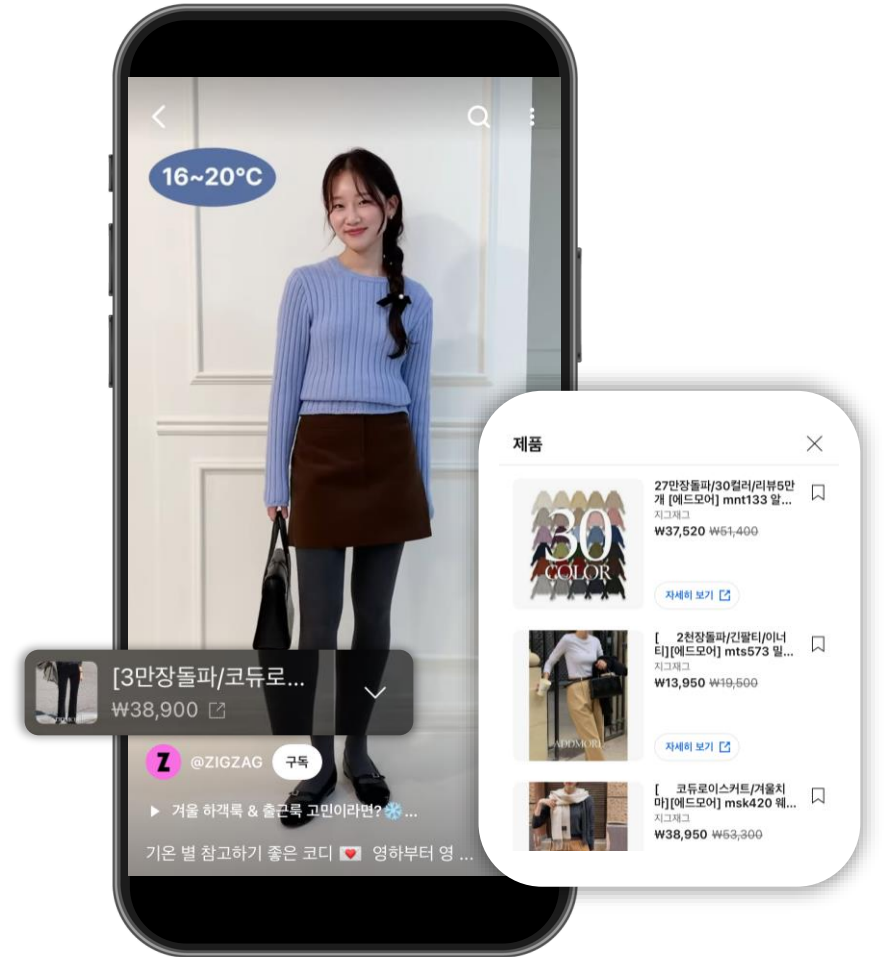 16~20°C
[3만장돌파/코듀로...
₩38,900
Z @ZIGZAG 구독
▶ 겨울 하객룩 & 출근룩 고민이라면?❄️...
기온 별 참고하기 좋은 코디 💌 영하부터 영 ...
제품
30
COLOR
27만장돌파/30컬러/리뷰5만
개 [에드모어] mnt133 알...
지그재그
₩37,520 ₩51,400
자세히 보기
ADDMORE
[ 2천장돌파/긴팔티/이너
티][에드모어] mts573 밀...
지그재그
₩13,950 ₩19,500
자세히 보기
[ 코듀로이스커트/겨울치
마][에드모어] msk420 웨...
지그재그
₩38,950 ₩53,300